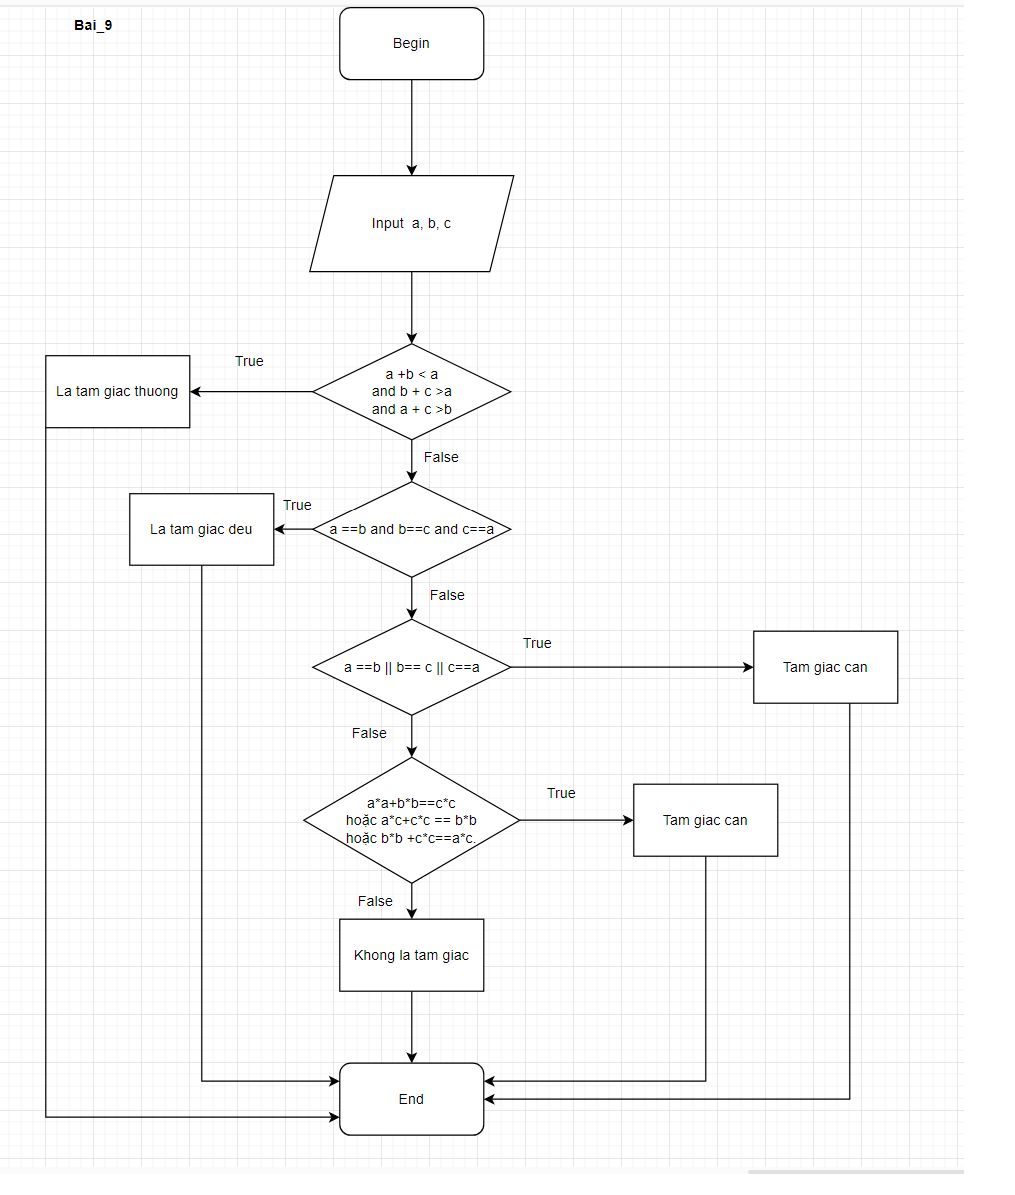 Bai_9
Begin
Input a, b, c
True
a +b < a
and b + c >a
and a + c >b
La tam giac thuong
False
True
La tam giac deu
a ==b and b==c and c==a
False
True
a ==b || b== c || c==a
Tam giac can
False
True
a*a+b*b==c*c
hoặc a*c+c*c == b*b
hoặc b*b +c*c==a*c.
Tam giac can
False
Khong la tam giac
End